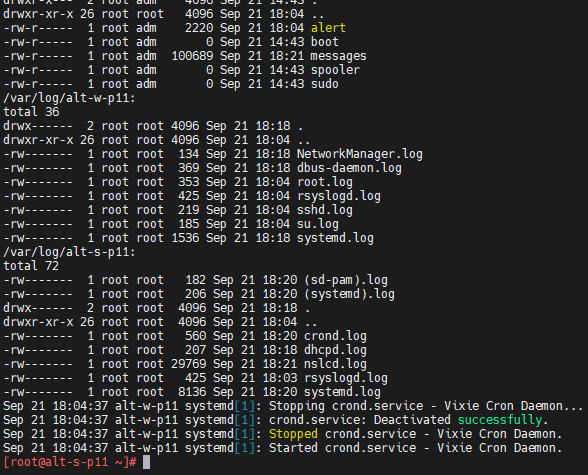 drwxr-x---  2 root adm    4096 Sep 21 14:43 .
drwxr-xr-x 26 root root   4096 Sep 21 18:04 ..
-rw-r-----  1 root adm    2220 Sep 21 18:04 alert
-rw-r-----  1 root adm       0 Sep 21 14:43 boot
-rw-r-----  1 root adm  100689 Sep 21 18:21 messages
-rw-r-----  1 root adm       0 Sep 21 14:43 spooler
-rw-r-----  1 root adm       0 Sep 21 14:43 sudo
/var/log/alt-w-p11:
total 36
drwx------  2 root root 4096 Sep 21 18:18 .
drwxr-xr-x 26 root root 4096 Sep 21 18:04 ..
-rw-------  1 root root  134 Sep 21 18:18 NetworkManager.log
-rw-------  1 root root  369 Sep 21 18:18 dbus-daemon.log
-rw-------  1 root root  353 Sep 21 18:04 root.log
-rw-------  1 root root  425 Sep 21 18:04 rsyslogd.log
-rw-------  1 root root  219 Sep 21 18:04 sshd.log
-rw-------  1 root root  185 Sep 21 18:04 su.log
-rw-------  1 root root 1536 Sep 21 18:18 systemd.log
/var/log/alt-s-p11:
total 72
-rw-------  1 root root   182 Sep 21 18:20 (sd-pam).log
-rw-------  1 root root   206 Sep 21 18:20 (systemd).log
drwx------  2 root root  4096 Sep 21 18:18 .
drwxr-xr-x 26 root root  4096 Sep 21 18:04 ..
-rw-------  1 root root   560 Sep 21 18:20 crond.log
-rw-------  1 root root   207 Sep 21 18:18 dhcpd.log
-rw-------  1 root root 29769 Sep 21 18:21 nslcd.log
-rw-------  1 root root   425 Sep 21 18:03 rsyslogd.log
-rw-------  1 root root  8136 Sep 21 18:20 systemd.log
Sep 21 18:04:37 alt-w-p11 systemd[1]: Stopping crond.service - Vixie Cron Daemon...
Sep 21 18:04:37 alt-w-p11 systemd[1]: crond.service: Deactivated successfully.
Sep 21 18:04:37 alt-w-p11 systemd[1]: Stopped crond.service - Vixie Cron Daemon.
Sep 21 18:04:37 alt-w-p11 systemd[1]: Started crond.service - Vixie Cron Daemon.
[root@alt-s-p11 ~]#